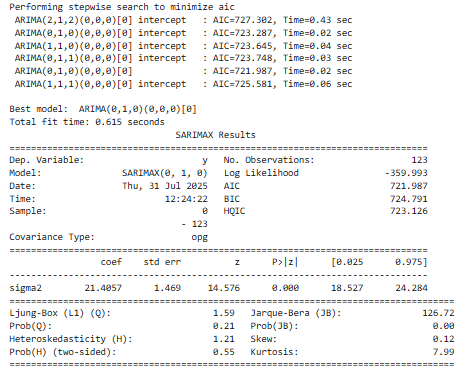 Performing stepwise search to minimize aic
 ARIMA(2,1,2)(0,0,0)[0] intercept   : AIC=727.302, Time=0.43 sec
 ARIMA(0,1,0)(0,0,0)[0] intercept   : AIC=723.287, Time=0.02 sec
 ARIMA(1,1,0)(0,0,0)[0] intercept   : AIC=723.645, Time=0.04 sec
 ARIMA(0,1,1)(0,0,0)[0] intercept   : AIC=723.748, Time=0.03 sec
 ARIMA(0,1,0)(0,0,0)[0]             : AIC=721.987, Time=0.02 sec
 ARIMA(1,1,1)(0,0,0)[0] intercept   : AIC=725.581, Time=0.06 sec

Best model:  ARIMA(0,1,0)(0,0,0)[0]
Total fit time: 0.615 seconds
                               SARIMAX Results
==============================================================================
Dep. Variable:                      y   No. Observations:                  123
Model:               SARIMAX(0, 1, 0)   Log Likelihood                -359.993
Date:                Thu, 31 Jul 2025   AIC                            721.987
Time:                        12:24:22   BIC                            724.791
Sample:                             0   HQIC                           723.126
                                - 123
Covariance Type:                  opg
==============================================================================
                 coef    std err          z      P>|z|      [0.025      0.975]
------------------------------------------------------------------------------
sigma2        21.4057      1.469     14.576      0.000      18.527      24.284
===================================================================================
Ljung-Box (L1) (Q):                   1.59   Jarque-Bera (JB):               126.72
Prob(Q):                              0.21   Prob(JB):                         0.00
Heteroskedasticity (H):               1.21   Skew:                             0.12
Prob(H) (two-sided):                  0.55   Kurtosis:                         7.99
===================================================================================